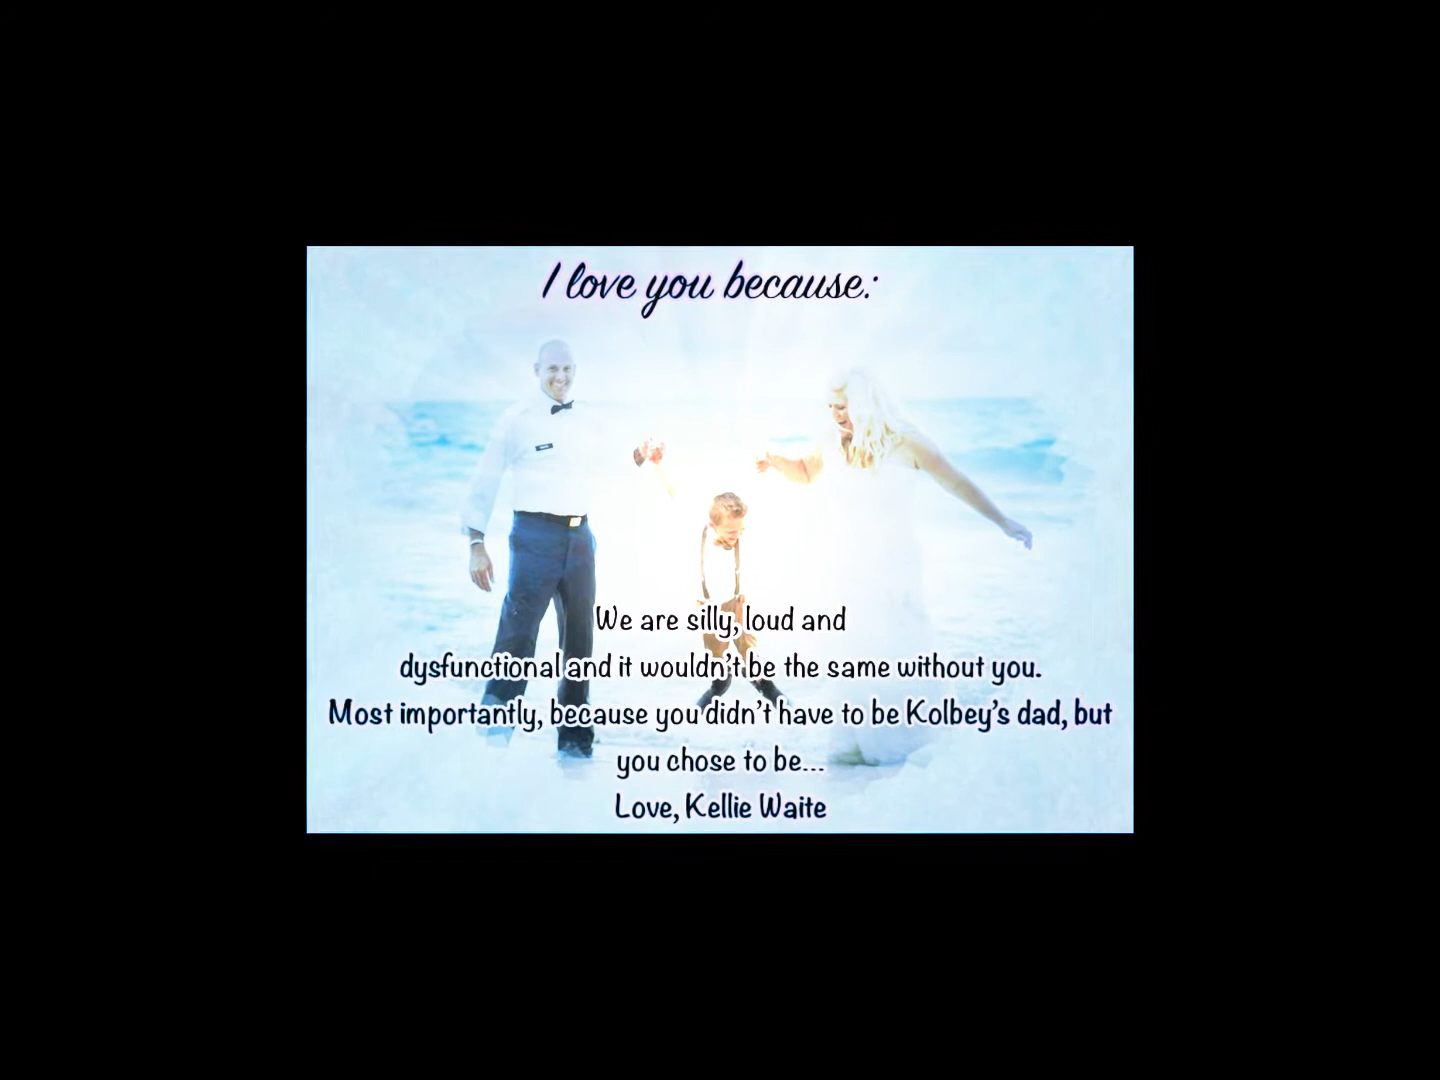 I love you because:
We are silly, loud and
dysfunctional and it wouldn't be the same without you.
Most importantly, because you didn't have to be Kolbey's dad, but
you chose to be...
Love, Kellie Waite